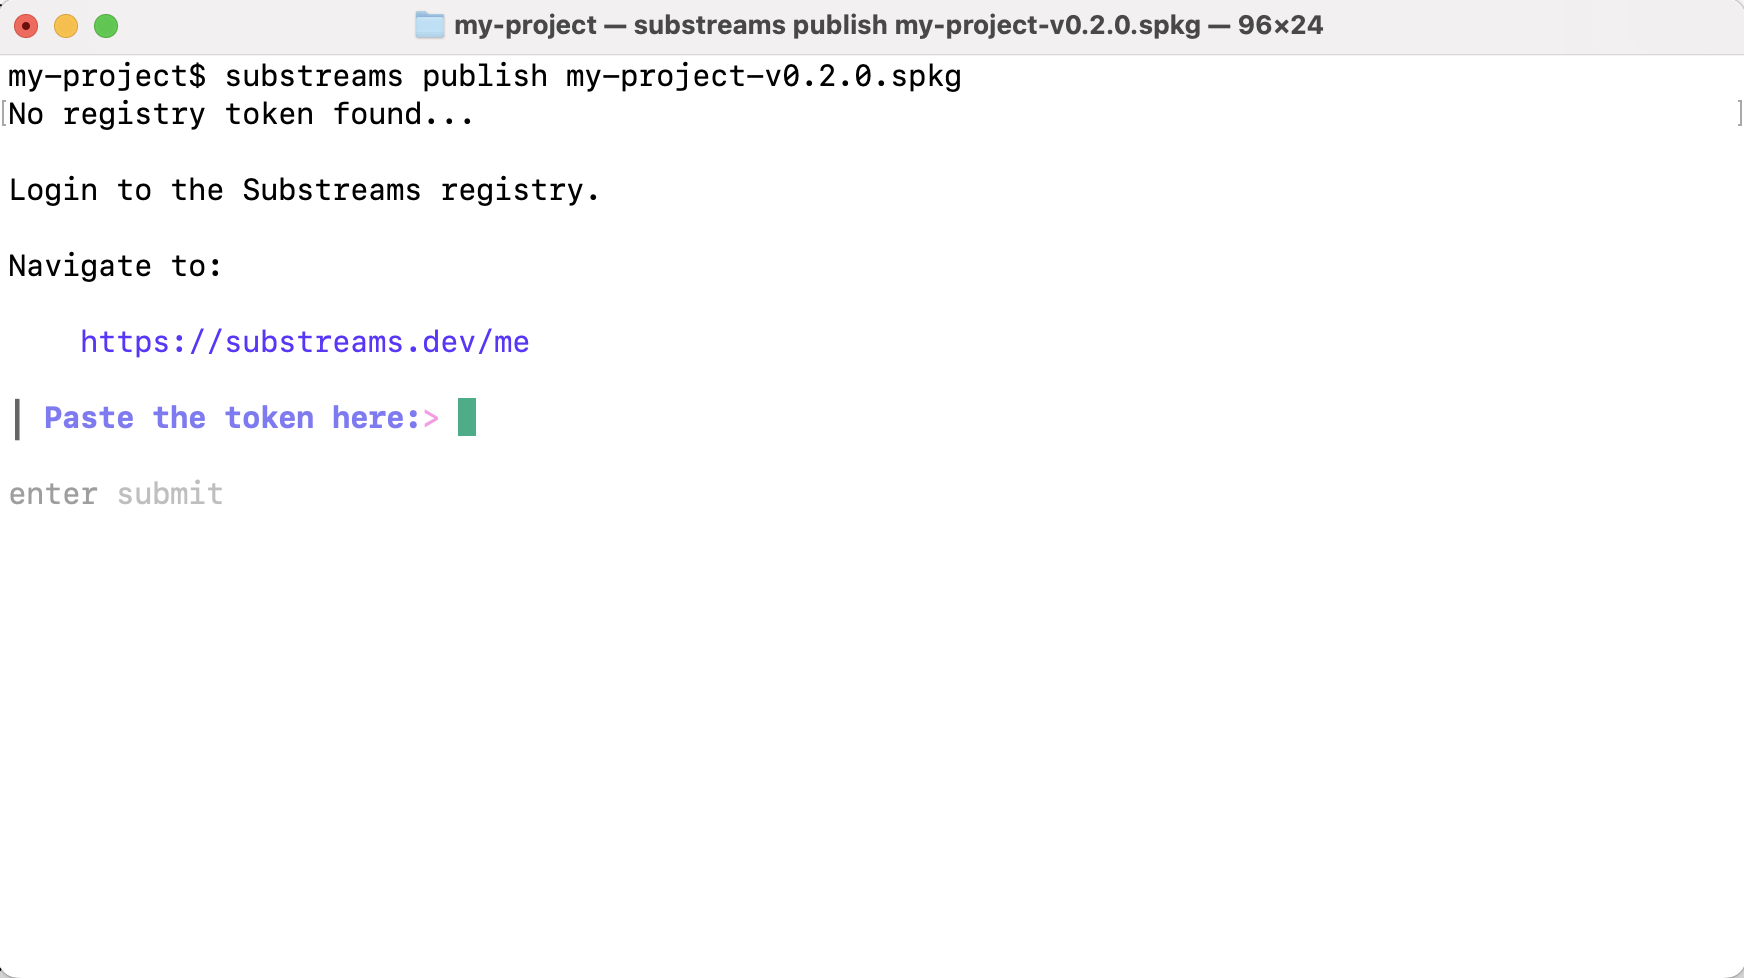 my-project — substreams publish my-project-v0.2.0.spkg — 96×24
my-project$ substreams publish my-project-v0.2.0.spkg
[No registry token found... ]
Login to the Substreams registry.
Navigate to:
https://substreams.dev/me
| Paste the token here:>
enter submit